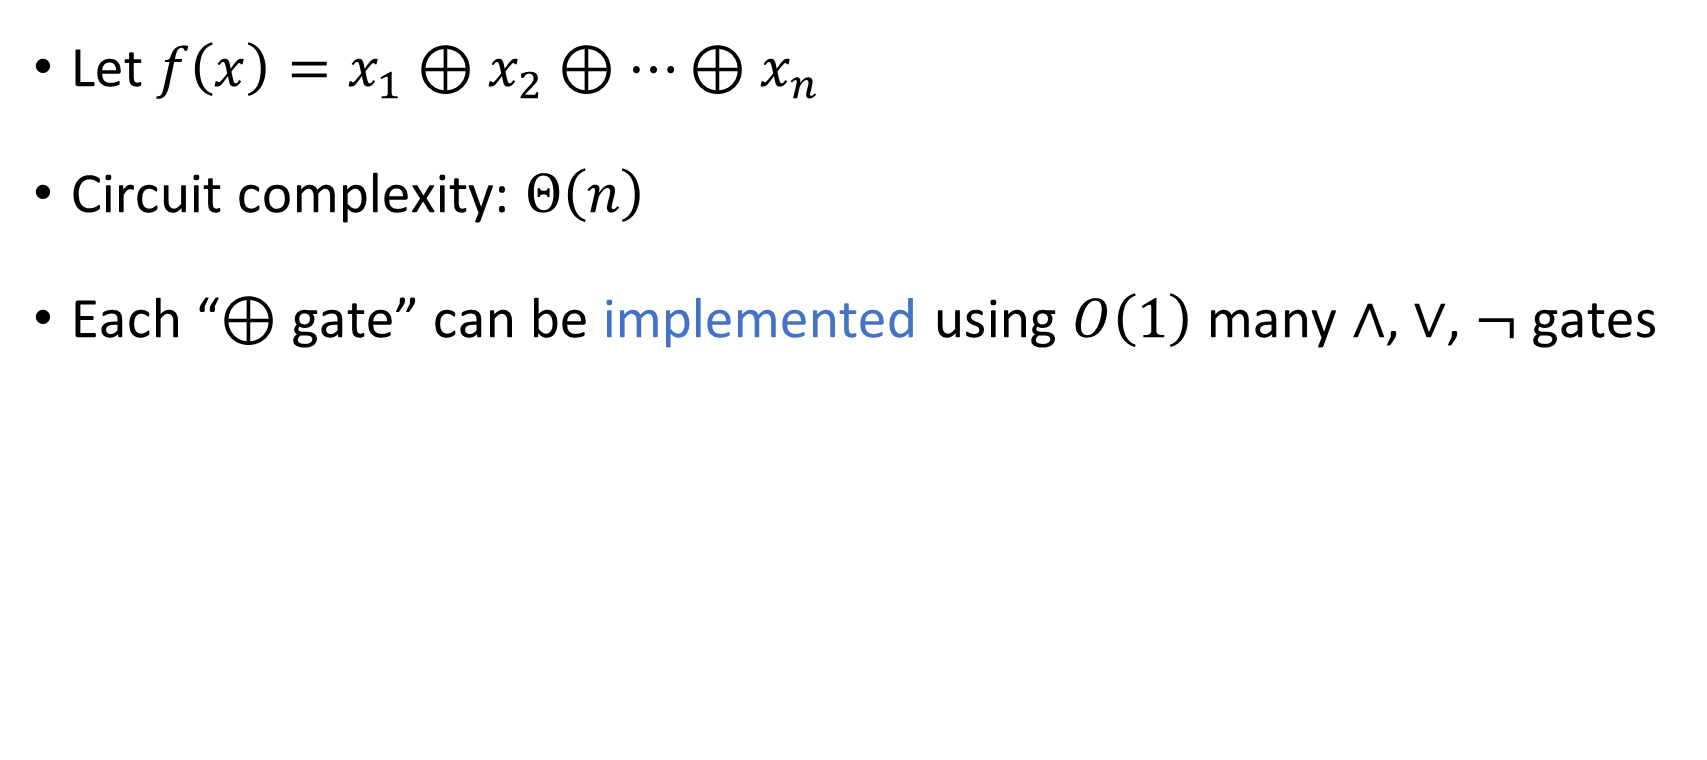 • Let 𝑓(𝑥) = 𝑥₁ ⊕ 𝑥₂ ⊕ ⋯ ⊕ 𝑥ₙ
• Circuit complexity: Θ(𝑛)
• Each “⊕ gate” can be implemented using 𝑂(1) many ∧, ∨, ¬ gates